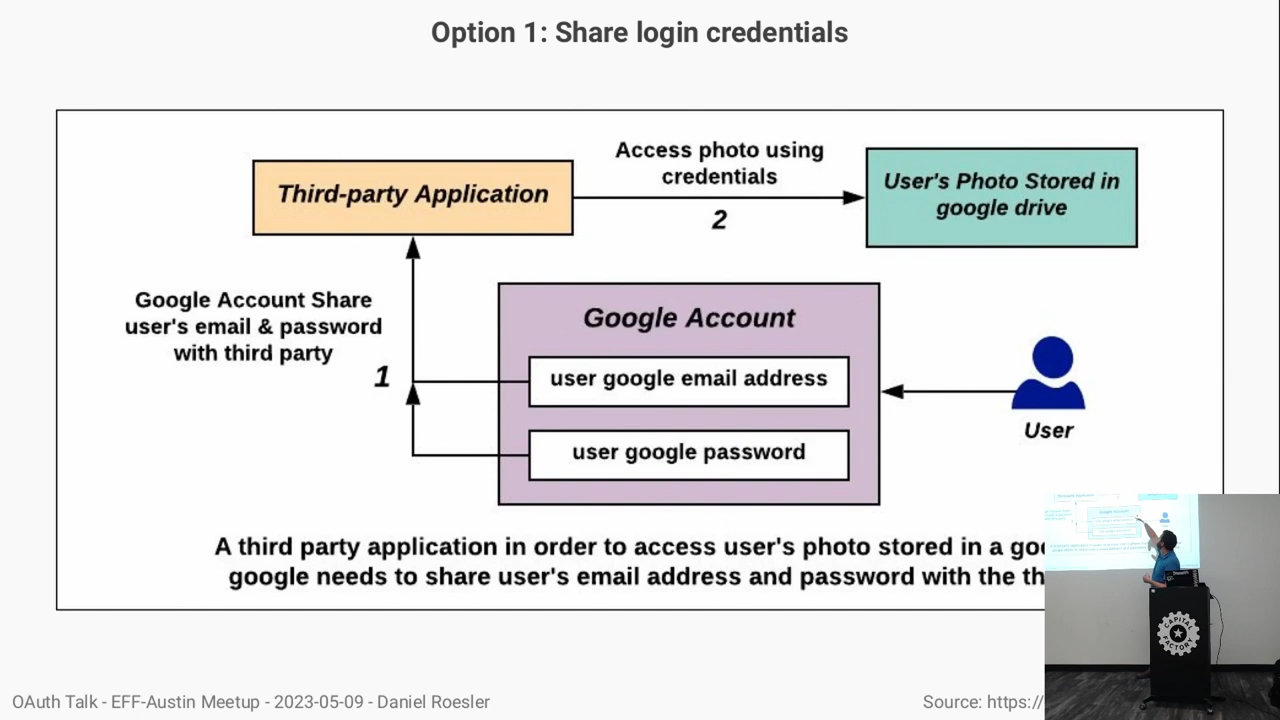 Option 1: Share login credentials
Access photo using
credentials
2
Third-party Application
User's Photo Stored in
google drive
Google Account Share
user's email & password
with third party
1
Google Account
user google email address
user google password
User
A third party application in order to access user's photo stored in a
google needs to share user's email address and password with the
OAuth Talk - EFF-Austin Meetup - 2023-05-09 - Daniel Roesler
Source: https://
CAPITAL
FACTORY